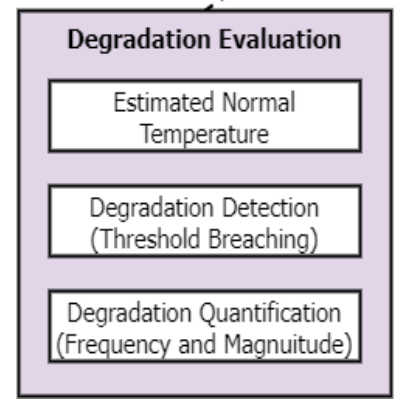 Degradation Evaluation
Estimated Normal
Temperature
Degradation Detection
(Threshold Breaching)
Degradation Quantification
(Frequency and Magnuitude)